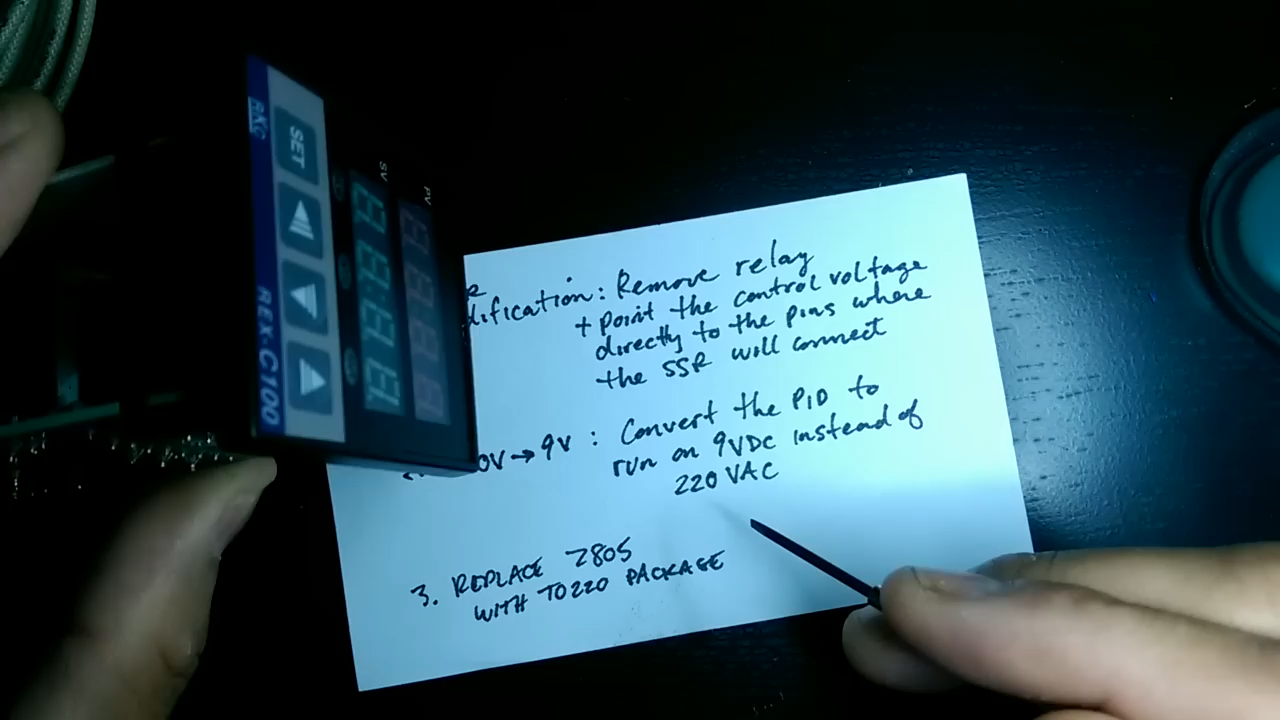 RKC
SET
REX-C100
PV
SV
dification: Remove relay
+ point the control voltage
directly to the pins where
the SSR will connect
0V → 9V : Convert the PID to
run on 9VDC instead of
220 VAC
3. REPLACE 7805
WITH TO220 PACKAGE